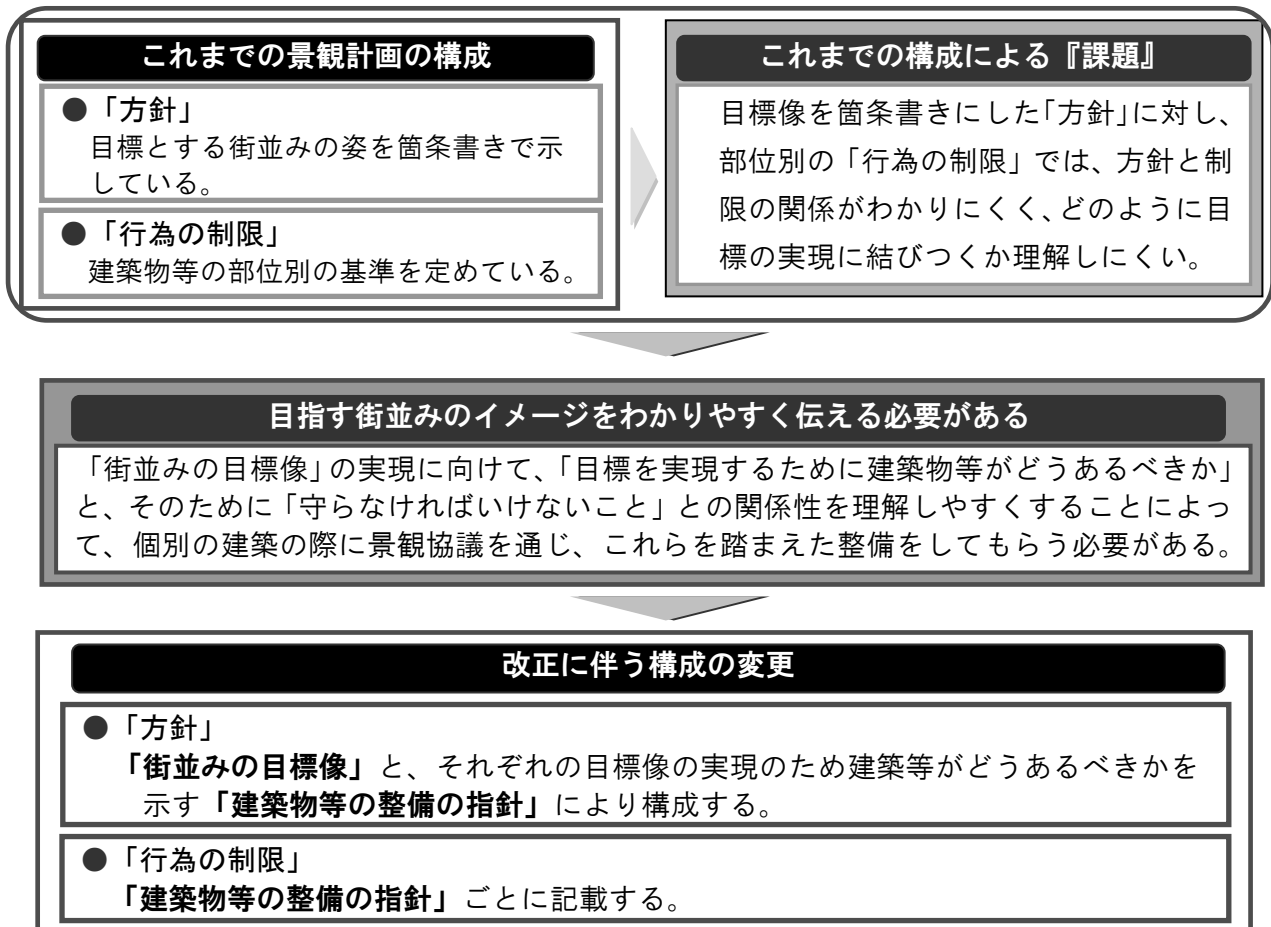 これまでの景観計画の構成
●「方針」
目標とする街並みの姿を箇条書きで示
している。
●「行為の制限」
建築物等の部位別の基準を定めている。
これまでの構成による『課題』
目標像を箇条書きにした「方針」に対し、
部位別の「行為の制限」では、方針と制
限の関係がわかりにくく、どのように目
標の実現に結びつくか理解しにくい。
目指す街並みのイメージをわかりやすく伝える必要がある
「街並みの目標像」の実現に向けて、「目標を実現するために建築物等がどうあるべきか」
と、そのために「守らなければいけないこと」との関係性を理解しやすくすることによっ
て、個別の建築の際に景観協議を通じ、これらを踏まえた整備をしてもらう必要がある。
改正に伴う構成の変更
●「方針」
「街並みの目標像」と、それぞれの目標像の実現のため建築等がどうあるべきかを
示す「建築物等の整備の指針」により構成する。
●「行為の制限」
「建築物等の整備の指針」ごとに記載する。